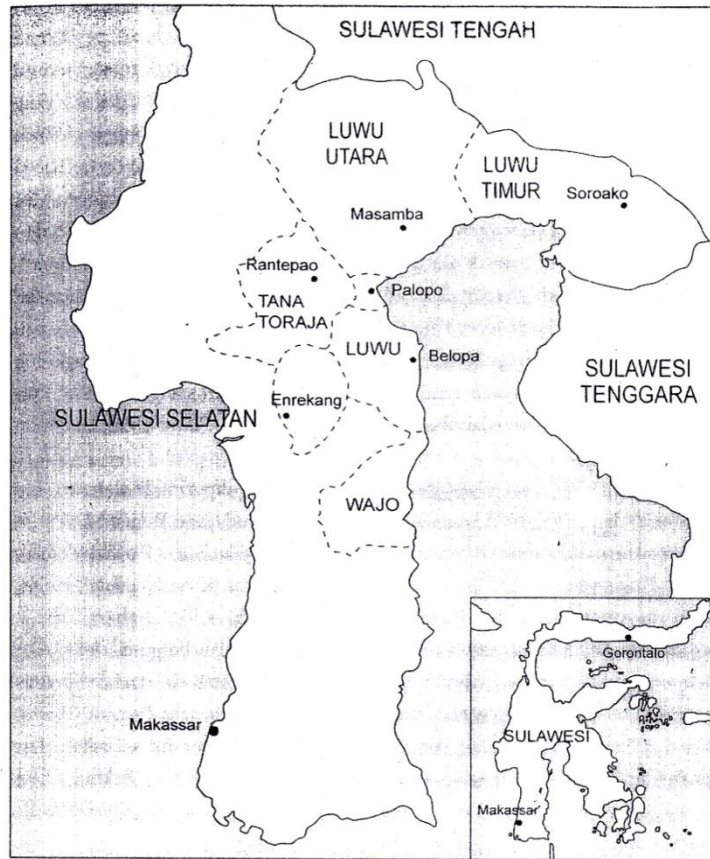 SULAWESI TENGAH
LUWU
UTARA
LUWU
TIMUR
Soroako
Masamba
Rantepao
Palopo
TANA
TORAJA
LUWU
Belopa
SULAWESI
TENGGARA
Enrekang
SULAWESI SELATAN
WAJO
Makassar
Gorontalo
SULAWESI
Makassar